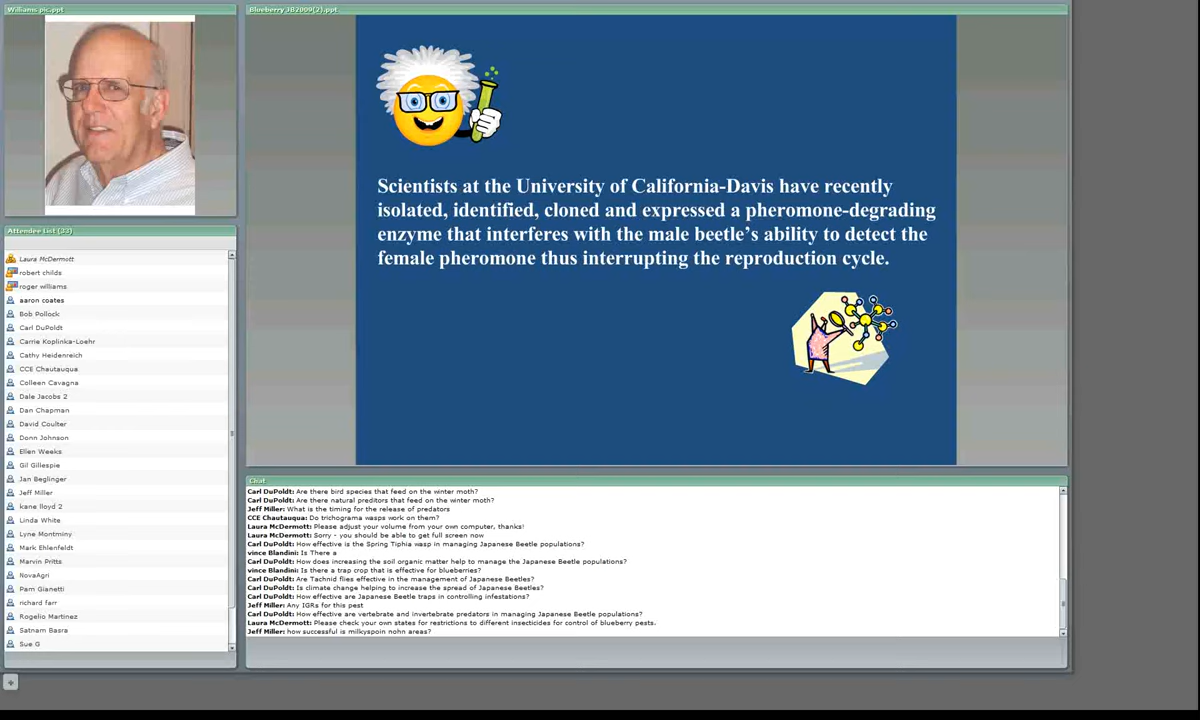 Williams pic.ppt
Blueberry JB2009[2].ppt
Scientists at the University of California-Davis have recently
isolated, identified, cloned and expressed a pheromone-degrading
enzyme that interferes with the male beetle's ability to detect the
female pheromone thus interrupting the reproduction cycle.
Attendee List (33)
Laura McDermott
robert childs
roger williams
aaron coates
Bob Pollock
Carl DuPoldt
Carrie Koplinka-Loehr
Cathy Heidenreich
CCE Chautauqua
Colleen Cavagna
Dale Jacobs 2
Dan Chapman
David Coulter
Donn Johnson
Ellen Weeks
Gil Gillespie
Jan Beglinger
Jeff Miller
kane lloyd 2
Linda White
Lyne Montminy
Mark Ehlenfeldt
Marvin Pritts
NovaAgri
Pam Gianetti
richard farr
Rogelio Martinez
Satnam Basra
Sue G
Chat
Carl DuPoldt: Are there bird species that feed on the winter moth?
Carl DuPoldt: Are there natural preditors that feed on the winter moth?
Jeff Miller: What is the timing for the release of predators
CCE Chautauqua: Do trichograma wasps work on them?
Laura McDermott: Please adjust your volume from your own computer, thanks!
Laura McDermott: Sorry - you should be able to get full screen now
Carl DuPoldt: How effective is the Spring Tiphia wasp in managing Japanese Beetle populations?
vince Blandini: Is There a
Carl DuPoldt: How does increasing the soil organic matter help to manage the Japanese Beetle populations?
vince Blandini: Is there a trap crop that is effective for blueberries?
Carl DuPoldt: Are Tachnid flies effective in the management of Japanese Beetles?
Carl DuPoldt: Is climate change helping to increase the spread of Japanese Beetles?
Carl DuPoldt: How effective are Japanese Beetle traps in controlling infestations?
Jeff Miller: Any IGRs for this pest
Carl DuPoldt: How effective are vertebrate and invertebrate predators in managing Japanese Beetle populations?
Laura McDermott: Please check your own states for restrictions to different insecticides for control of blueberry pests.
Jeff Miller: how successful is milkyspoin nohn areas?